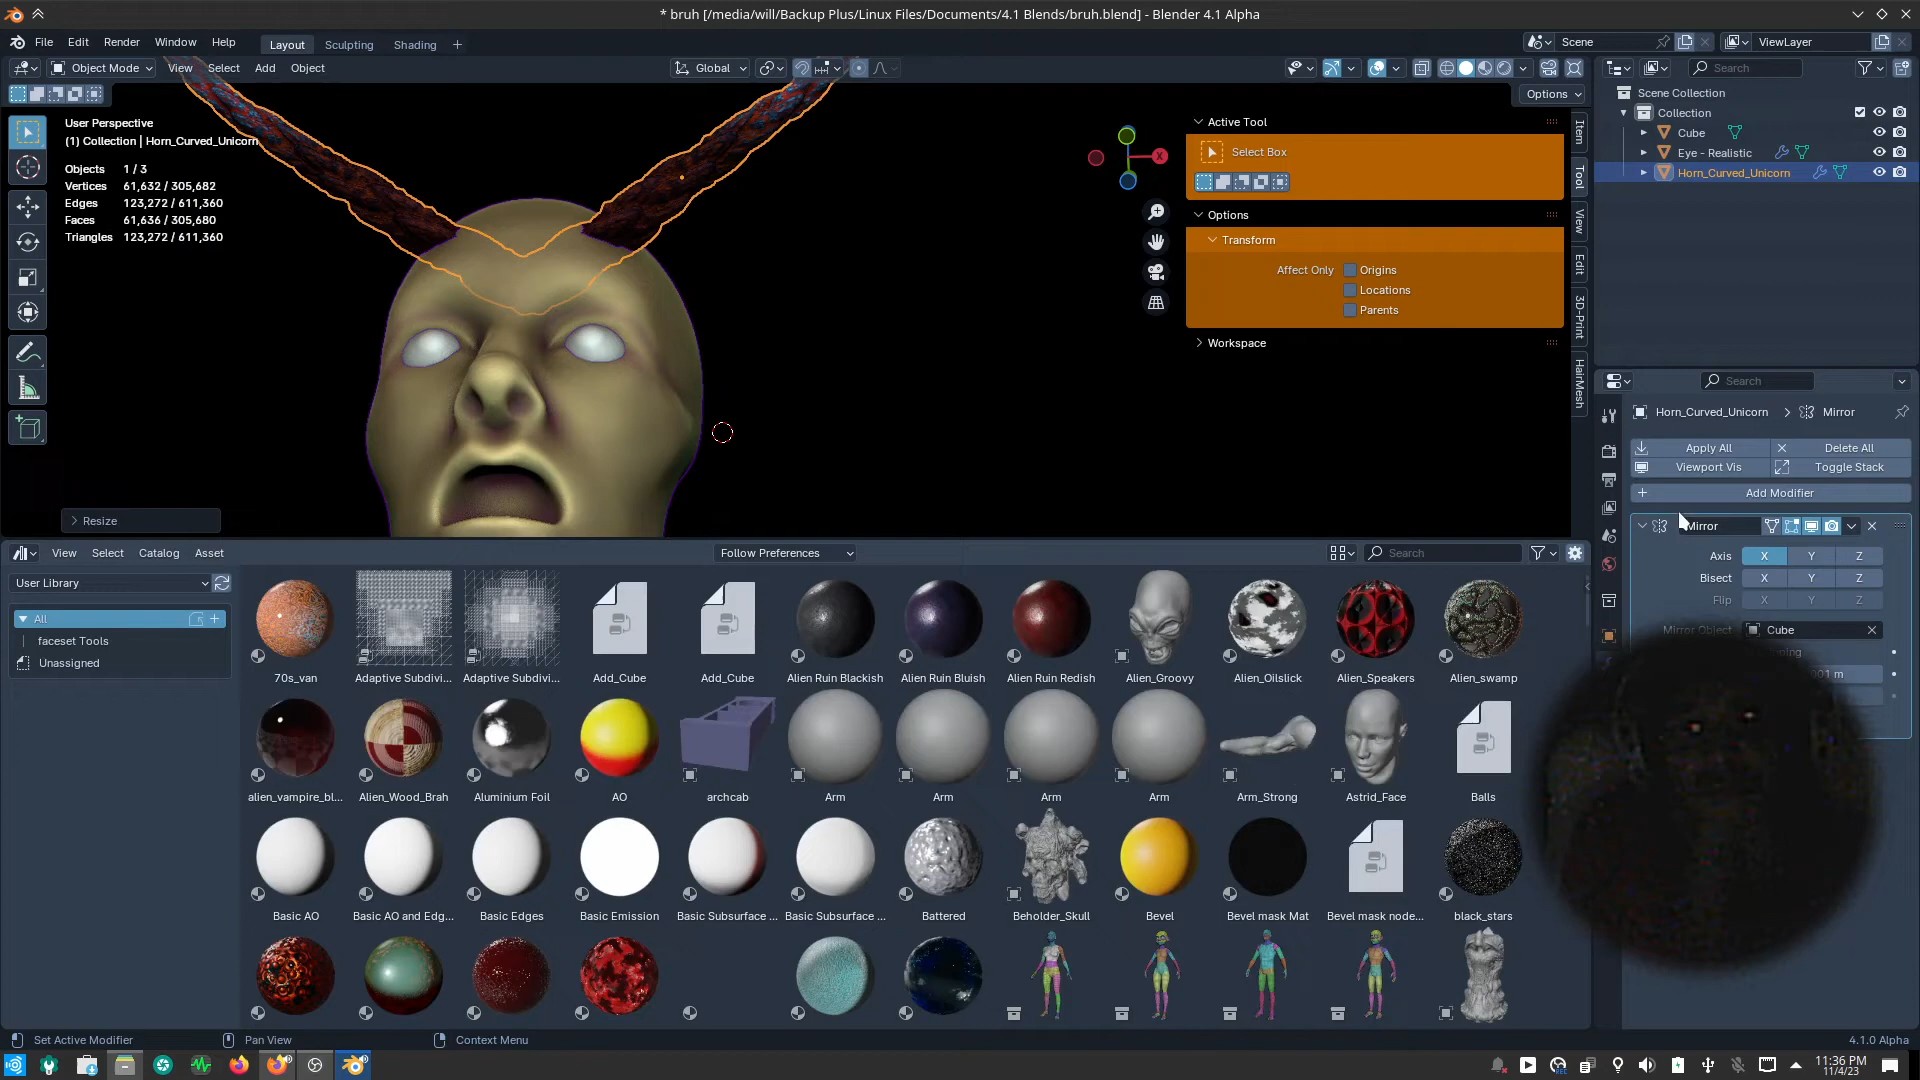 * bruh [/media/will/Backup Plus/Linux Files/Documents/4.1 Blends/bruh.blend] - Blender 4.1 Alpha
File Edit Render Window Help Layout Sculpting Shading + Scene ViewLayer
Object Mode View Select Add Object Global Search
Options
User Perspective
(1) Collection | Horn_Curved_Unicorn
Objects 1 / 3
Vertices 61,632 / 305,682
Edges 123,272 / 611,360
Faces 61,636 / 305,680
Triangles 123,272 / 611,360
X
Active Tool
Select Box
Options
Transform
Affect Only Origins
Locations
Parents
Workspace
Item
Tool
View
Edit
3D-Print
HairMesh
Scene Collection
Collection
Cube
Eye - Realistic
Horn_Curved_Unicorn
Search
Horn_Curved_Unicorn > Mirror
Apply All Delete All
Viewport Vis Toggle Stack
Add Modifier
Mirror
Axis X Y Z
Bisect X Y Z
Flip X Y Z
Mirror Object Cube
Resize
View Select Catalog Asset Follow Preferences Search
User Library
All
faceset Tools
Unassigned
70s_van Adaptive Subdivi... Adaptive Subdivi... Add_Cube Add_Cube Alien Ruin Blackish Alien Ruin Bluish Alien Ruin Redish Alien_Groovy Alien_Oilslick Alien_Speakers Alien_swamp
alien_vampire_bl... Alien_Wood_Brah Aluminium Foil AO archcab Arm Arm Arm Arm Arm_Strong Astrid_Face Balls
Basic AO Basic AO and Edg... Basic Edges Basic Emission Basic Subsurface ... Basic Subsurface ... Battered Beholder_Skull Bevel Bevel mask Mat Bevel mask node... black_stars
Set Active Modifier Pan View Context Menu 4.1.0 Alpha
11:36 PM
11/4/23